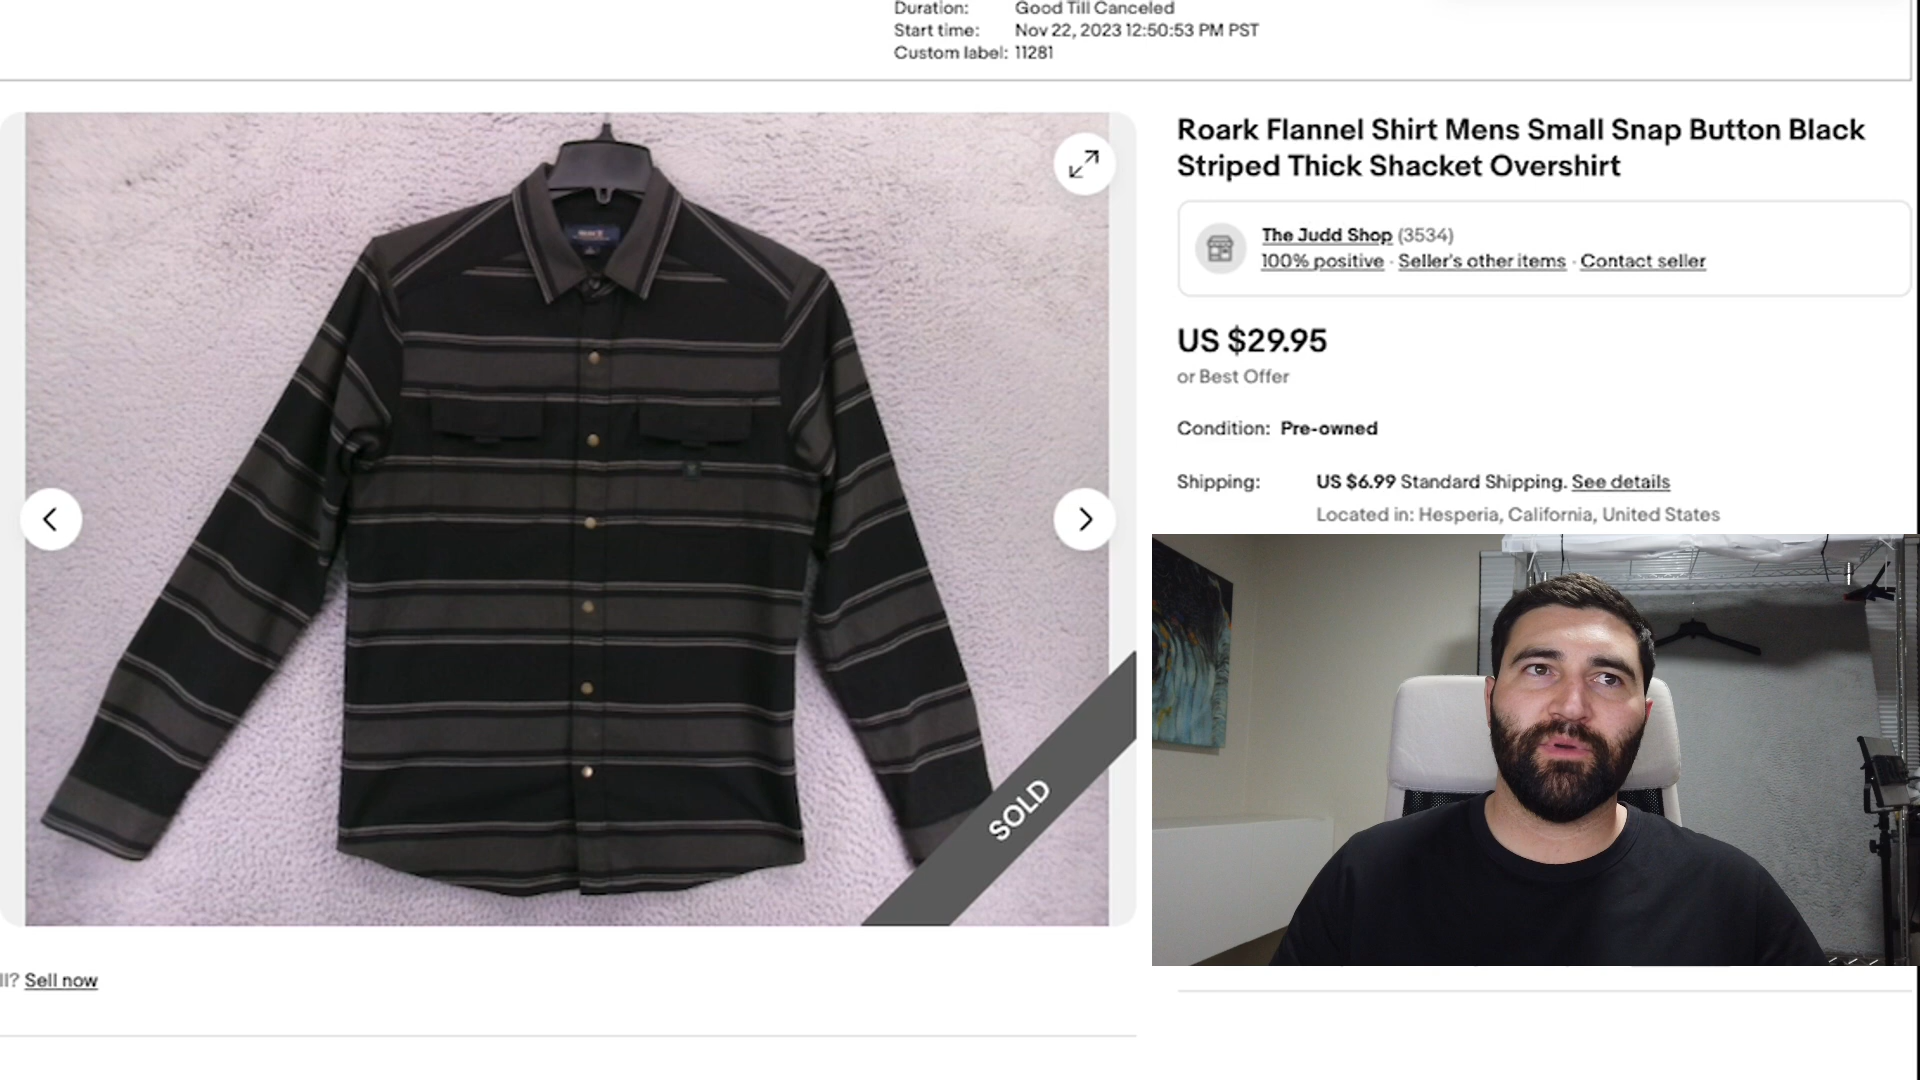 Duration: Good Till Canceled
Start time: Nov 22, 2023 12:50:53 PM PST
Custom label: 11281
Roark Flannel Shirt Mens Small Snap Button Black
Striped Thick Shacket Overshirt
The Judd Shop (3534)
100% positive · Seller's other items · Contact seller
US $29.95
or Best Offer
Condition: Pre-owned
Shipping: US $6.99 Standard Shipping. See details
Located in: Hesperia, California, United States
SOLD
ll? Sell now